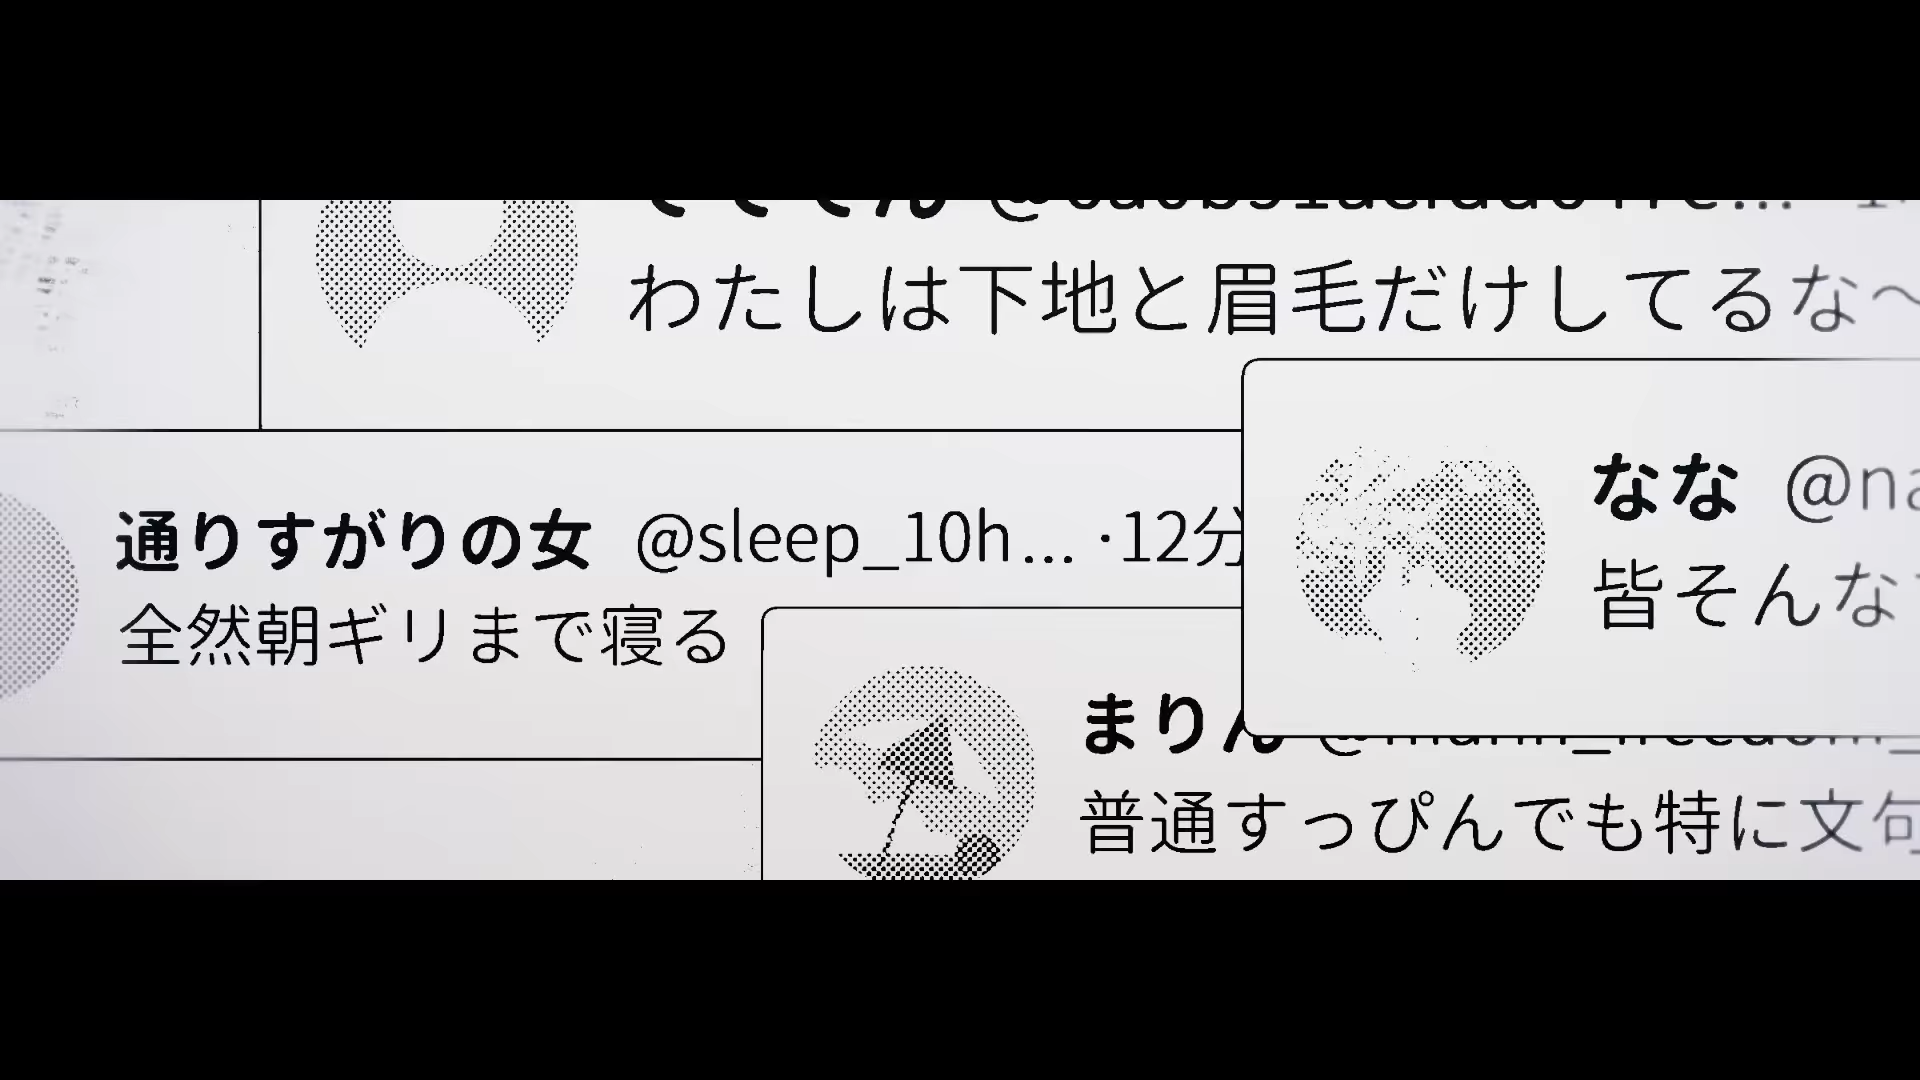 わたしは下地と眉毛だけしてるな〜
通りすがりの女 @sleep_10h... ·12分
全然朝ギリまで寝る
なな @na
皆そんな
まりん
普通すっぴんでも特に文句